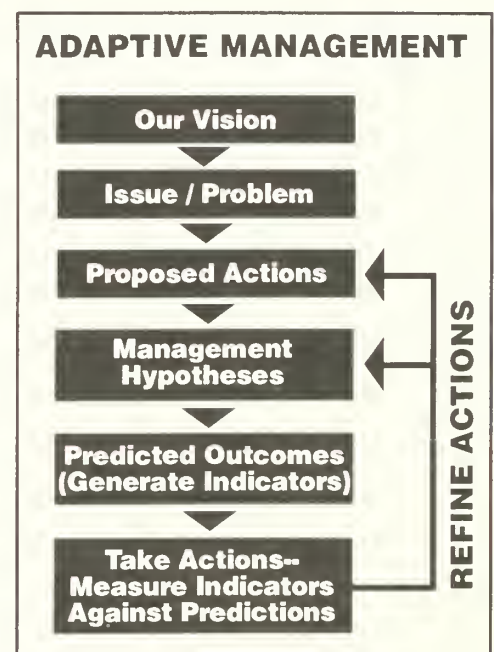 ADAPTIVE MANAGEMENT
Our Vision
Issue / Problem
Proposed Actions
Management
Hypotheses
Predicted Outcomes
(Generate Indicators)
Take Actions--
Measure Indicators
Against Predictions
REFINE ACTIONS